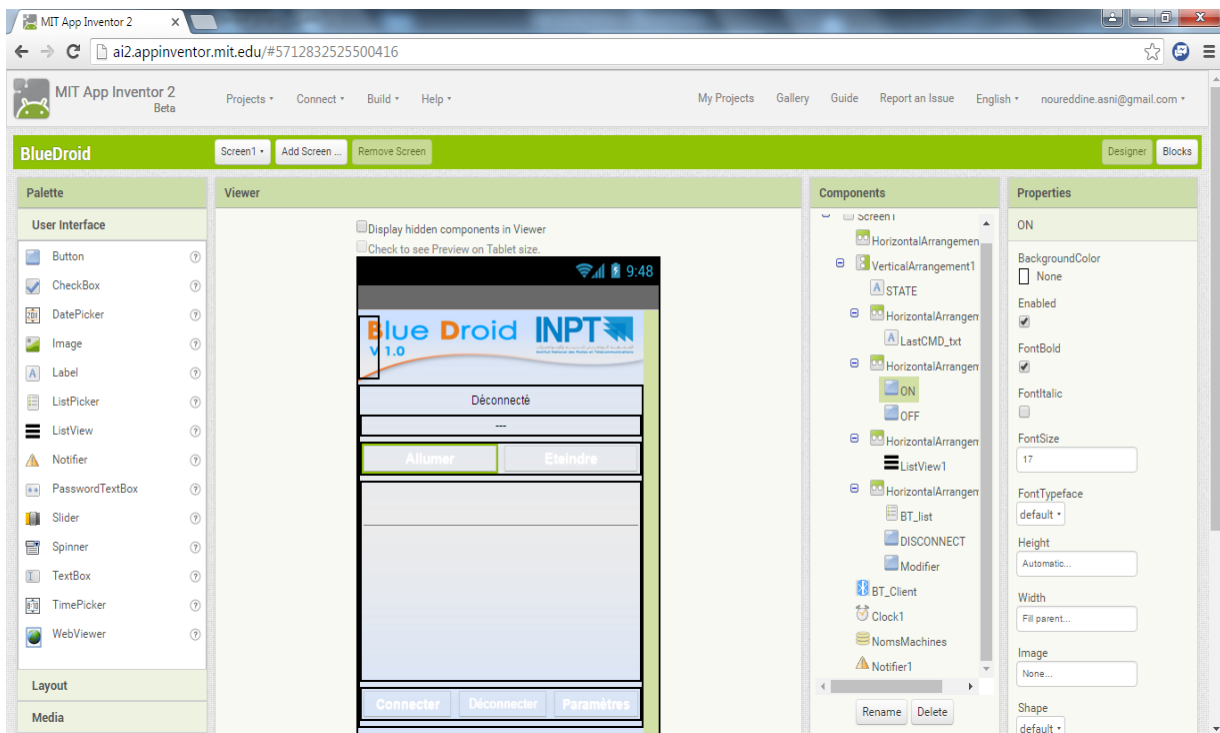 MIT App Inventor 2
ai2.appinventor.mit.edu/#5712832525500416
MIT App Inventor 2
Beta
Projects Connect Build Help My Projects Gallery Guide Report an Issue English noureddine.asni@gmail.com
BlueDroid Screen1 Add Screen ... Remove Screen Designer Blocks
Palette
User Interface
Button
CheckBox
DatePicker
Image
Label
ListPicker
ListView
Notifier
PasswordTextBox
Slider
Spinner
TextBox
TimePicker
WebViewer
Layout
Media
Viewer
Display hidden components in Viewer
Check to see Preview on Tablet size.
9:48
Blue Droid INPT
V 1.0
Déconnecté
---
Allumer Eteindre
Connecter Déconnecter Paramètres
Components
Screen1
HorizontalArrangemen
VerticalArrangement1
STATE
HorizontalArrangem
LastCMD_txt
HorizontalArrangem
ON
OFF
HorizontalArrangem
ListView1
HorizontalArrangem
BT_list
DISCONNECT
Modifier
BT_Client
Clock1
NomsMachines
Notifier1
Rename Delete
Properties
ON
BackgroundColor
None
Enabled
FontBold
FontItalic
FontSize
17
FontTypeface
default
Height
Automatic...
Width
Fill parent...
Image
None...
Shape
default